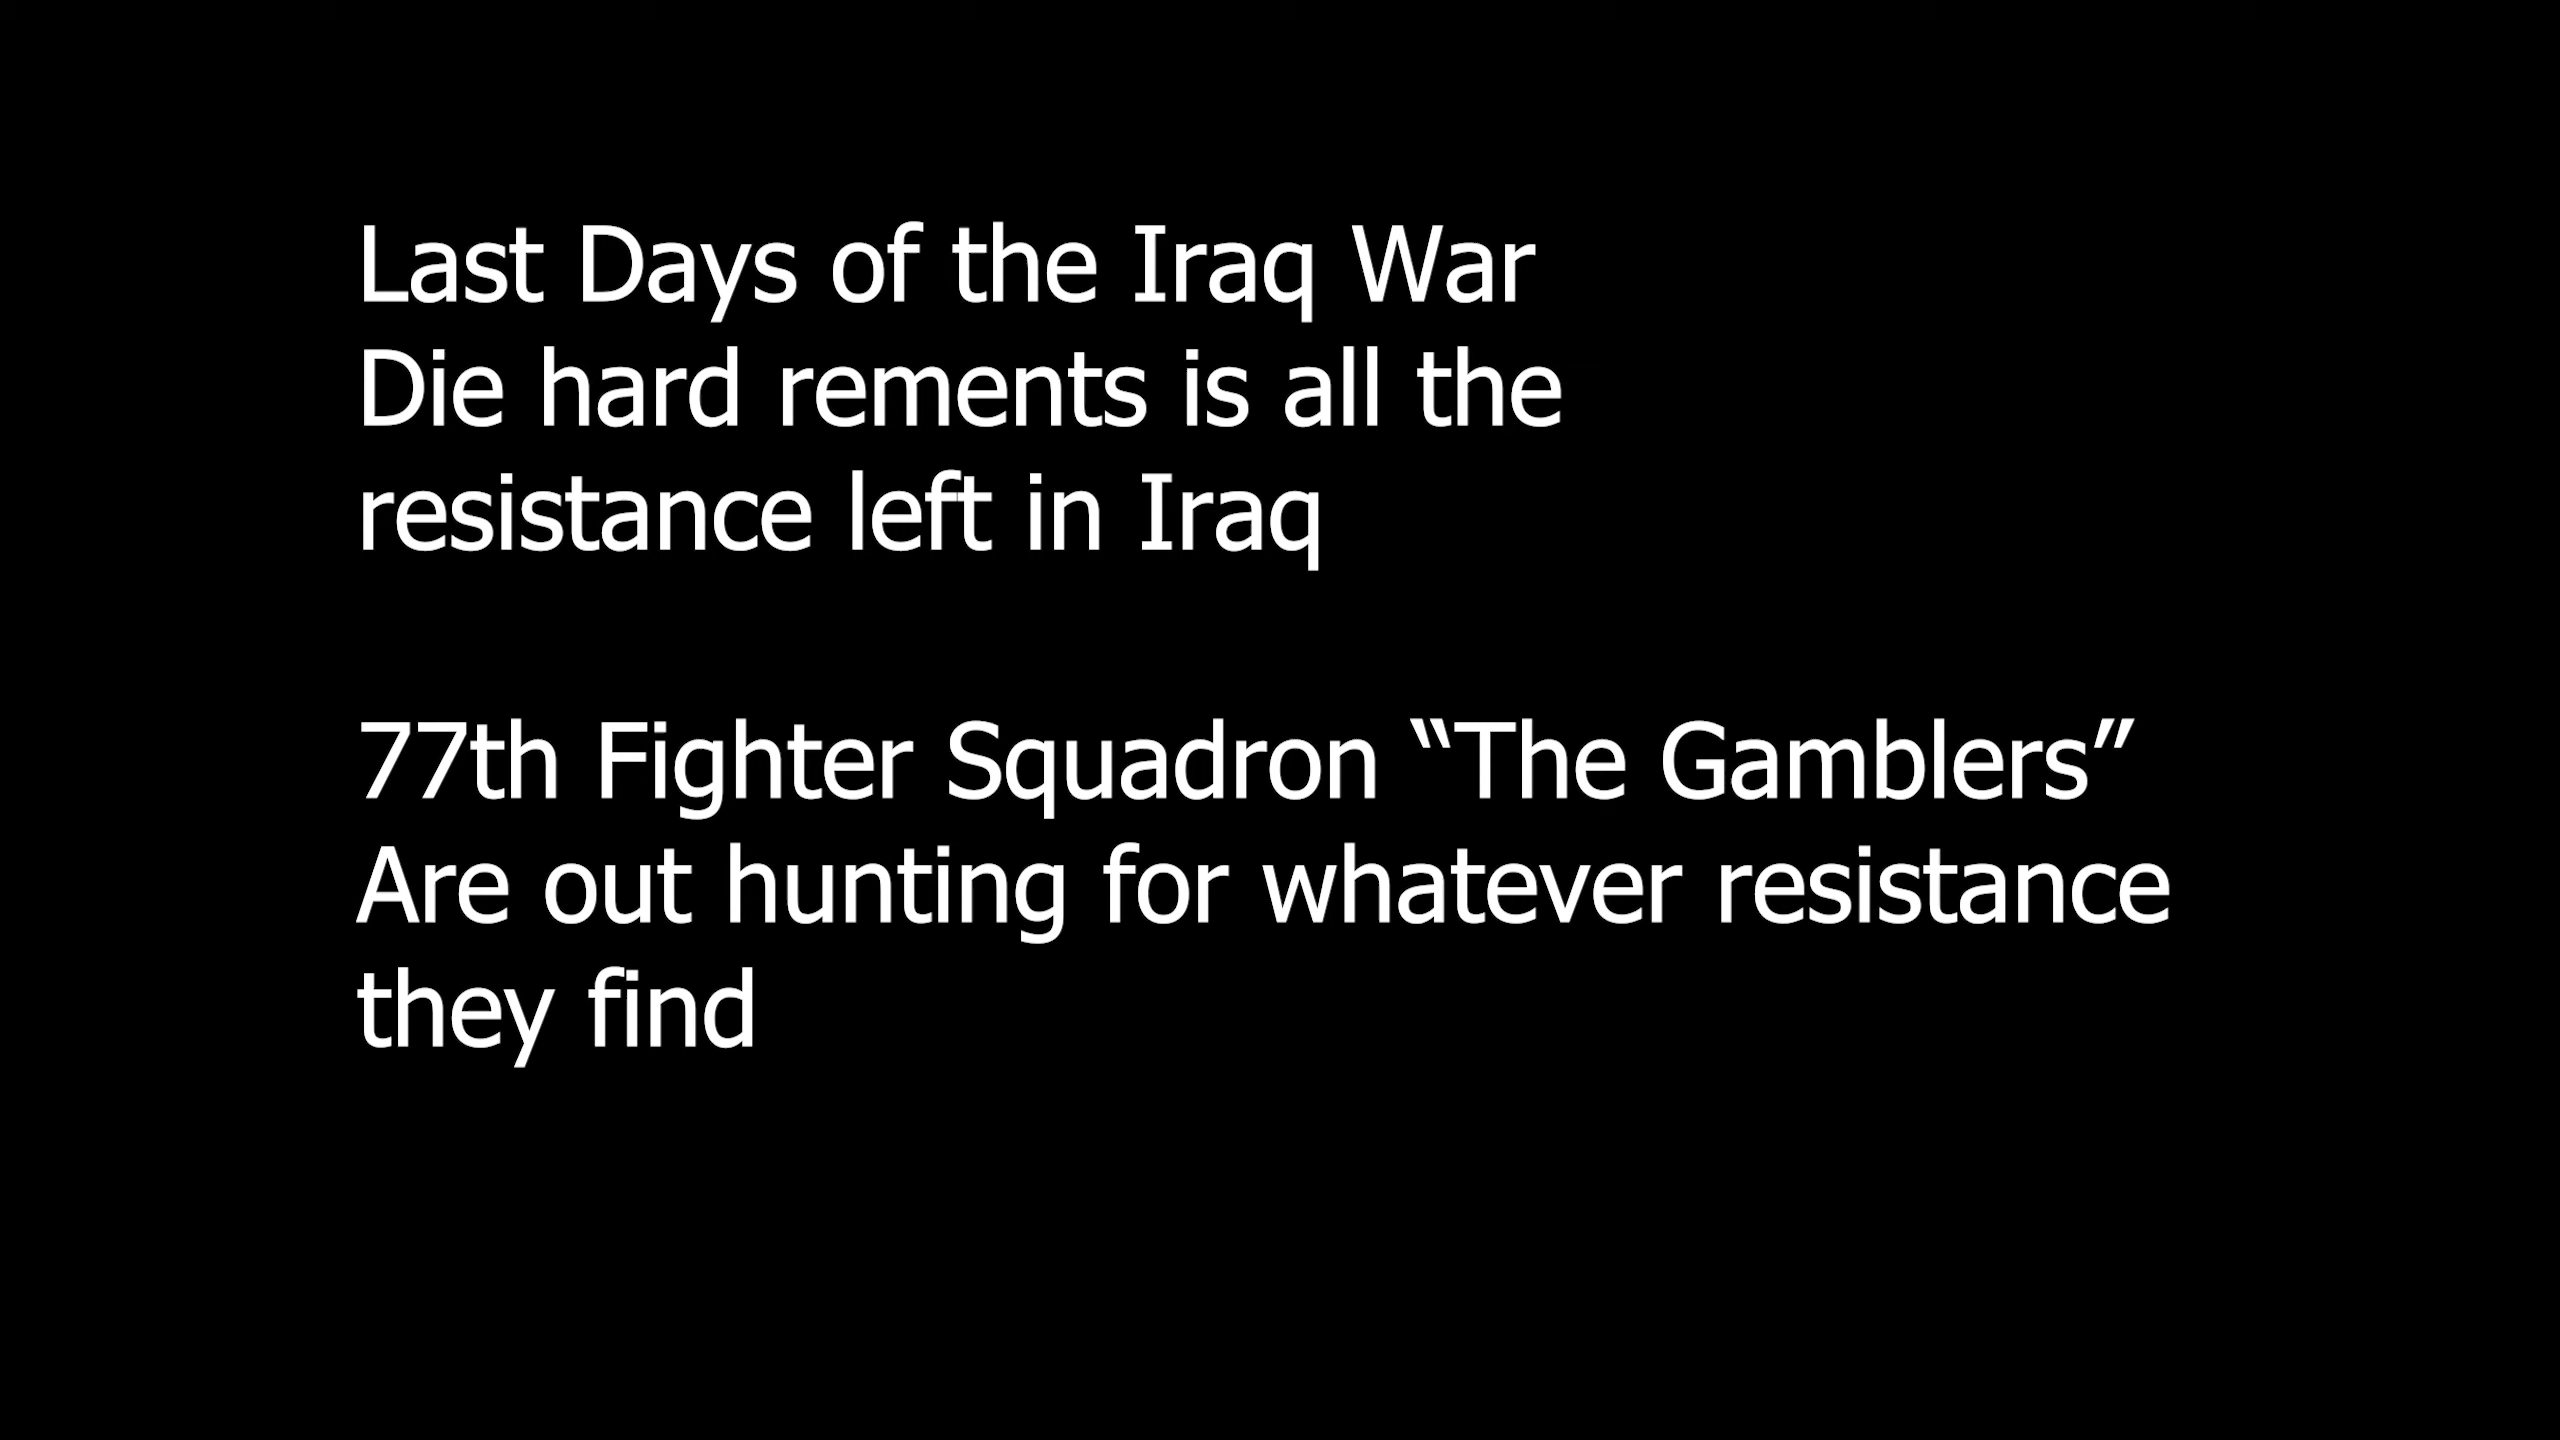 Last Days of the Iraq War
Die hard rements is all the
resistance left in Iraq
77th Fighter Squadron “The Gamblers”
Are out hunting for whatever resistance
they find